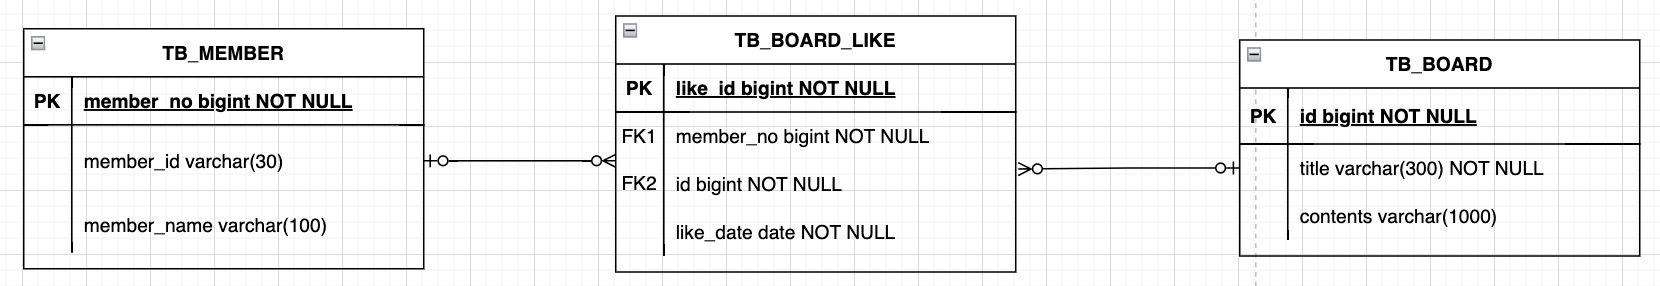 TB_MEMBER
PK member_no bigint NOT NULL
member_id varchar(30)
member_name varchar(100)
TB_BOARD_LIKE
PK like_id bigint NOT NULL
FK1 member_no bigint NOT NULL
FK2 id bigint NOT NULL
like_date date NOT NULL
TB_BOARD
PK id bigint NOT NULL
title varchar(300) NOT NULL
contents varchar(1000)